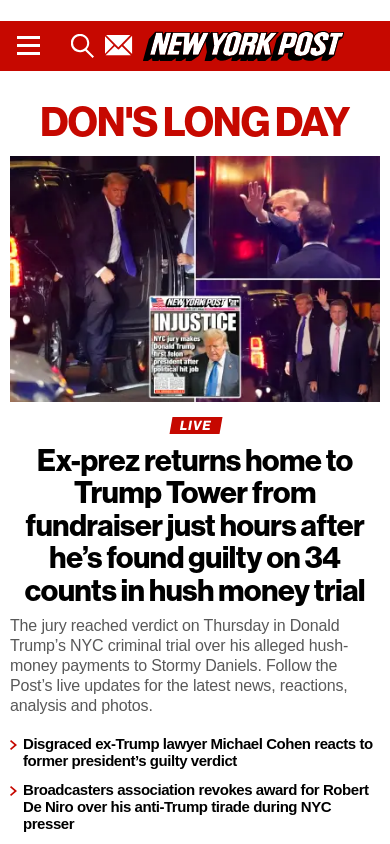 NEW YORK POST
DON'S LONG DAY
NEW YORK POST
INJUSTICE
NYC jury makes
Donald Trump
first felon
president after
political hit job
LIVE
Ex-prez returns home to
Trump Tower from
fundraiser just hours after
he’s found guilty on 34
counts in hush money trial
The jury reached verdict on Thursday in Donald
Trump’s NYC criminal trial over his alleged hush-
money payments to Stormy Daniels. Follow the
Post’s live updates for the latest news, reactions,
analysis and photos.
Disgraced ex-Trump lawyer Michael Cohen reacts to
former president’s guilty verdict
Broadcasters association revokes award for Robert
De Niro over his anti-Trump tirade during NYC
presser